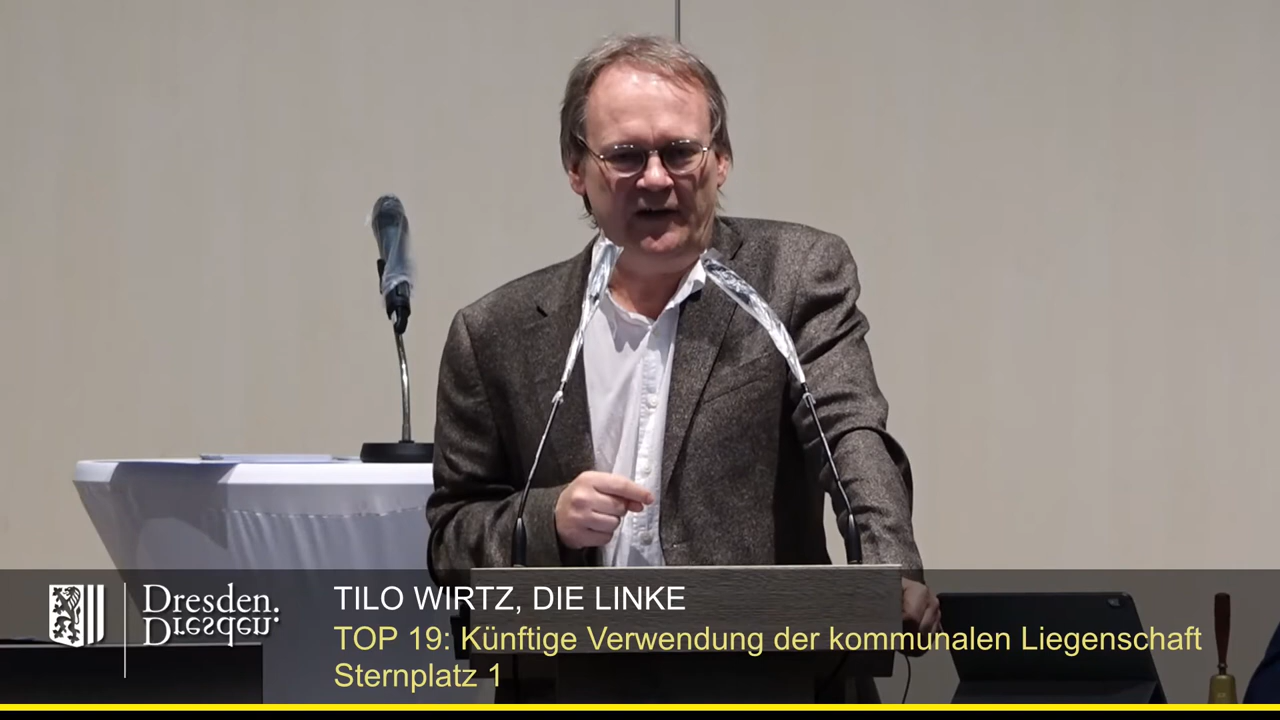 Dresden.
Dresden.
TILO WIRTZ, DIE LINKE
TOP 19: Künftige Verwendung der kommunalen Liegenschaft
Sternplatz 1